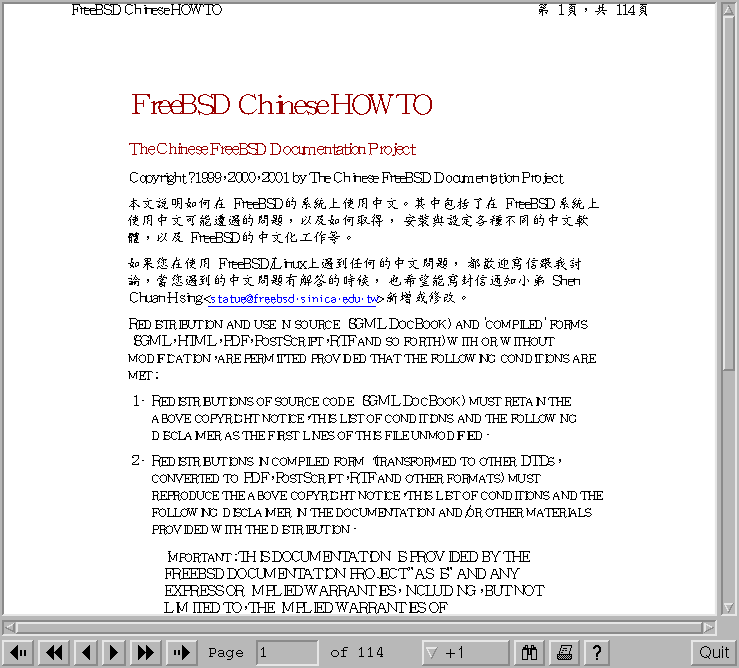 FreeBSD Chinese HOWTO 第 1頁，共 114頁
FreeBSD Chinese HOWTO
The Chinese FreeBSD Documentation Project
Copyright ? 1999,2000,2001 by The Chinese FreeBSD Documentation Project
本文說明如何在 FreeBSD的系統上使用中文。其中包括了在 FreeBSD系統上
使用中文可能遭遇的問題，以及如何取得， 安裝與設定各種不同的中文軟
體，以及 FreeBSD的中文化工作等。
如果您在使用 FreeBSD/Linux上遇到任何的中文問題， 都歡迎寫信跟我討
論，當您遇到的中文問題有解答的時候， 也希望能寫封信通知小弟 Shen
Chuan-Hsing<statue@freebsd.sinica.edu.tw>新增或修改。
REDISTRIBUTION AND USE IN SOURCE (SGML DOCBOOK) AND 'COMPILED' FORMS
(SGML, HTML, PDF, POSTSCRIPT, RTF AND SO FORTH) WITH OR WITHOUT
MODIFICATION, ARE PERMITTED PROVIDED THAT THE FOLLOWING CONDITIONS ARE
MET:
1. REDISTRIBUTIONS OF SOURCE CODE (SGML DOCBOOK) MUST RETAIN THE
ABOVE COPYRIGHT NOTICE, THIS LIST OF CONDITIONS AND THE FOLLOWING
DISCLAIMER AS THE FIRST LINES OF THIS FILE UNMODIFIED.
2. REDISTRIBUTIONS IN COMPILED FORM (TRANSFORMED TO OTHER DTDS,
CONVERTED TO PDF, POSTSCRIPT, RTF AND OTHER FORMATS) MUST
REPRODUCE THE ABOVE COPYRIGHT NOTICE, THIS LIST OF CONDITIONS AND THE
FOLLOWING DISCLAIMER IN THE DOCUMENTATION AND/OR OTHER MATERIALS
PROVIDED WITH THE DISTRIBUTION.
IMPORTANT: THIS DOCUMENTATION IS PROVIDED BY THE
FREEBSD DOCUMENTATION PROJECT "AS IS" AND ANY
EXPRESS OR IMPLIED WARRANTIES, INCLUDING, BUT NOT
LIMITED TO, THE IMPLIED WARRANTIES OF
Page 1 of 114 +1 ? Quit